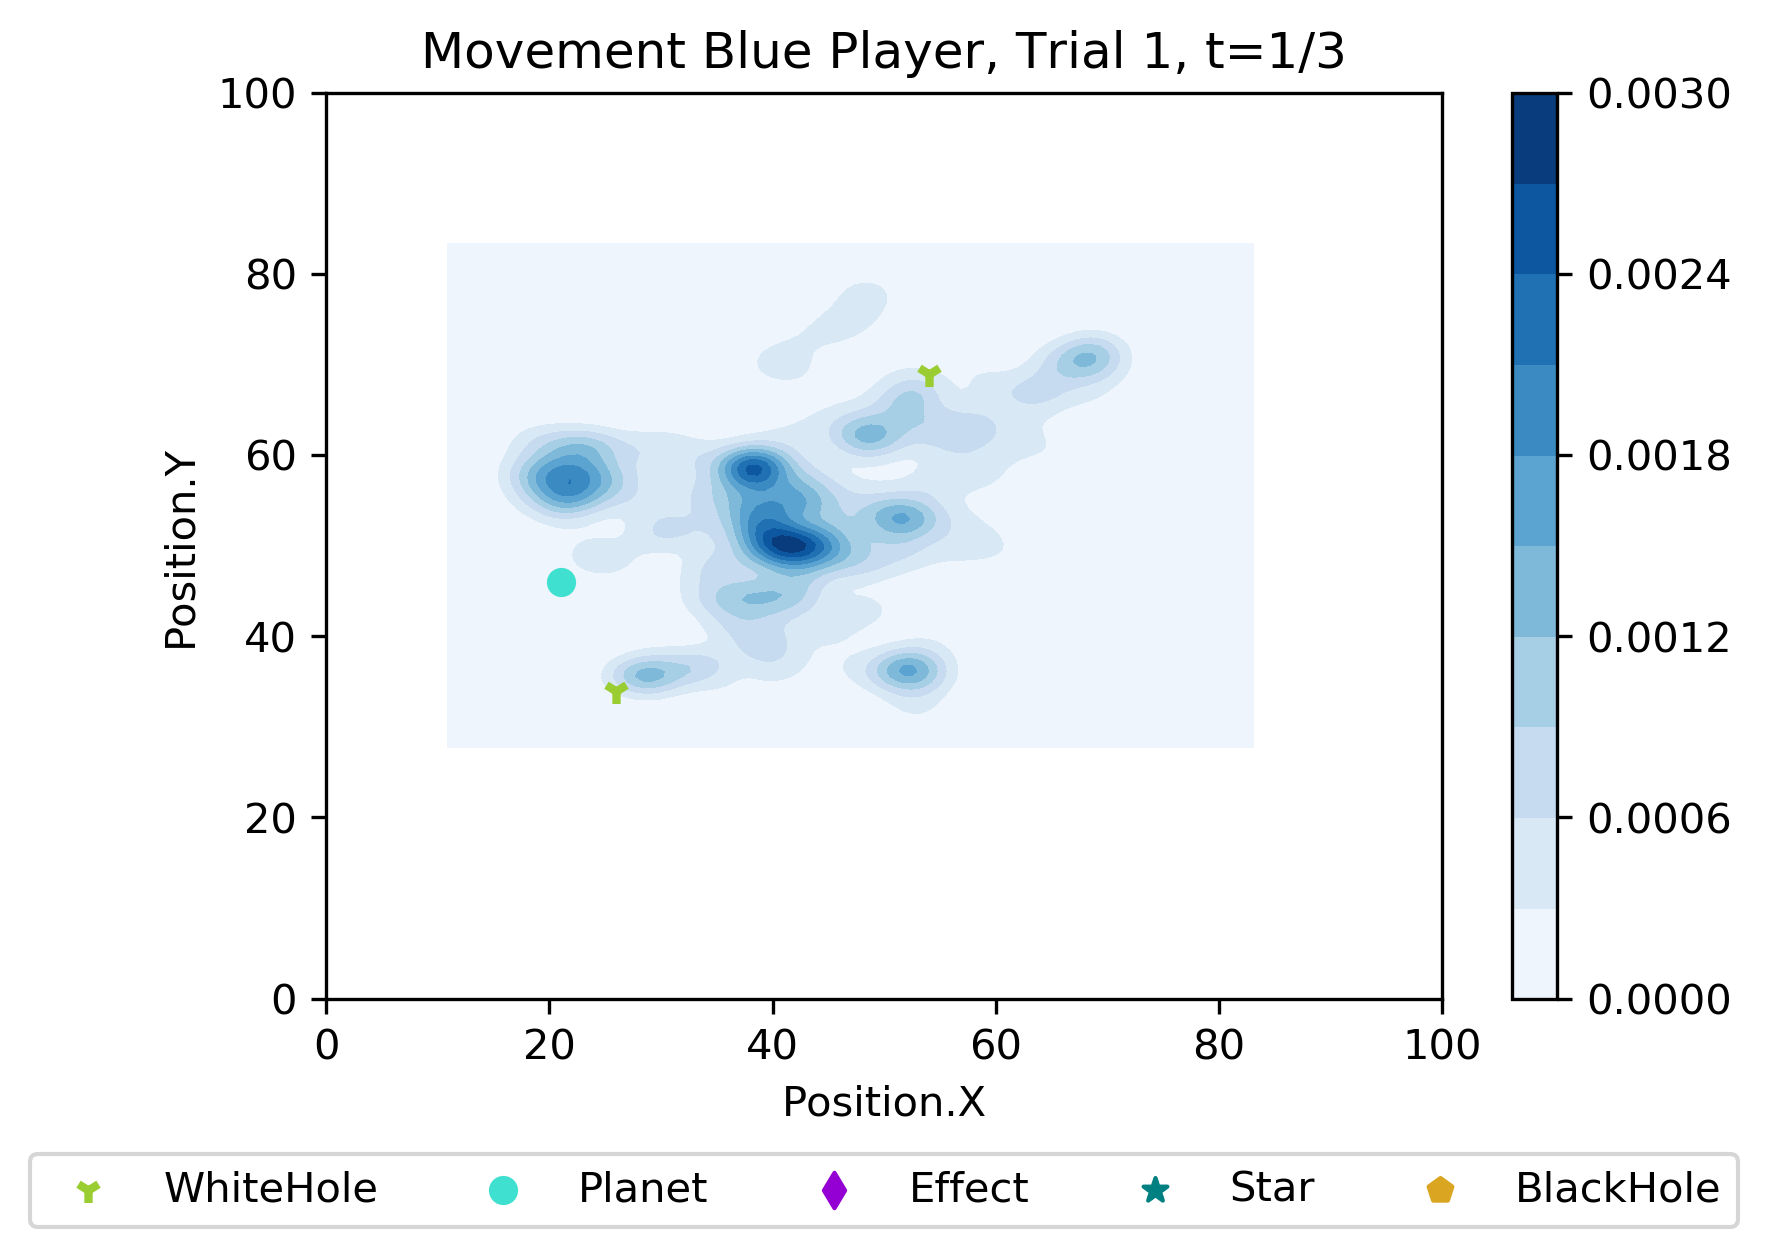 Movement Blue Player, Trial 1, t=1/3
100
80
60
40
20
0
Position.Y
0 20 40 60 80 100
Position.X
0.0030
0.0024
0.0018
0.0012
0.0006
0.0000
WhiteHole Planet Effect Star BlackHole